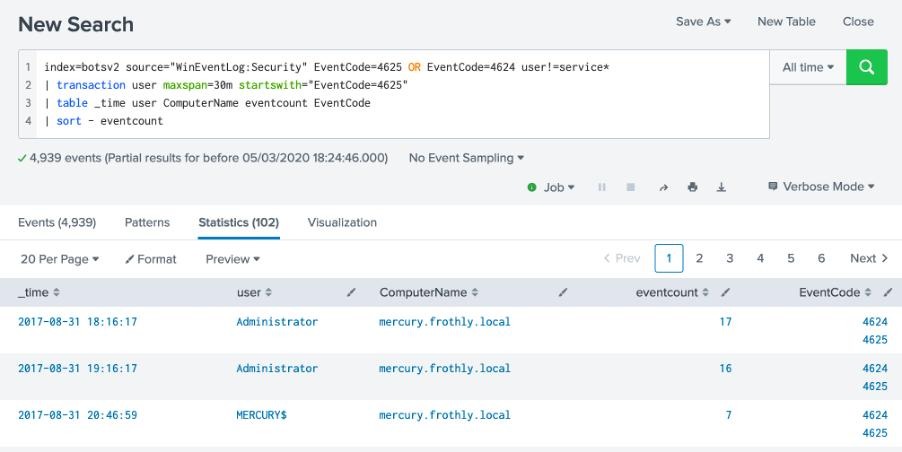 New Search
Save As New Table Close
1 index=botsv2 source="WinEventLog:Security" EventCode=4625 OR EventCode=4624 user!=service*
2 | transaction user maxspan=30m startswith="EventCode=4625"
3 | table _time user ComputerName eventcount EventCode
4 | sort - eventcount
All time
4,939 events (Partial results for before 05/03/2020 18:24:46.000) No Event Sampling
Job Verbose Mode
Events (4,939) Patterns Statistics (102) Visualization
20 Per Page Format Preview < Prev 1 2 3 4 5 6 Next >
_time user ComputerName eventcount EventCode
2017-08-31 18:16:17 Administrator mercury.frothly.local 17 4624
4625
2017-08-31 19:16:17 Administrator mercury.frothly.local 16 4624
4625
2017-08-31 20:46:59 MERCURY$ mercury.frothly.local 7 4624
4625